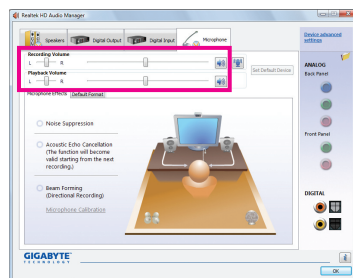 Realtek HD Audio Manager
Speakers
Digital Output
Digital Input
Microphone
Device advanced
settings
Recording Volume
L R
Set Default Device
Playback Volume
L R
Microphone Effects
Default Format
ANALOG
Back Panel
Noise Suppression
Acoustic Echo Cancellation
(The function will become
valid starting from the next
recording.)
Beam Forming
(Directional Recording)
Microphone Calibration
Front Panel
DIGITAL
GIGABYTE
TECHNOLOGY
OK